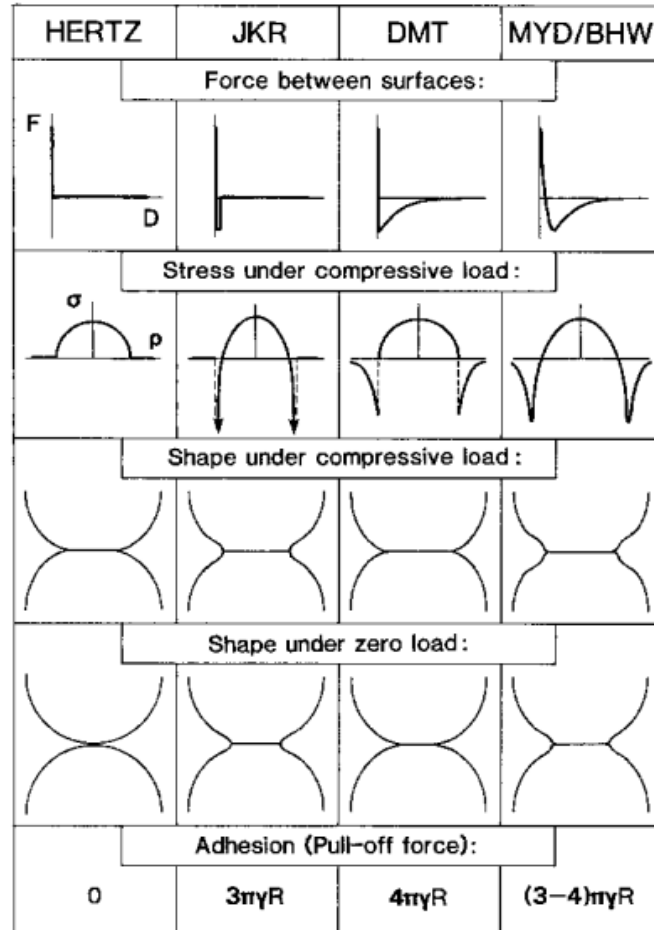 HERTZ JKR DMT MYD/BHW
Force between surfaces:
F
D
Stress under compressive load:
σ
ρ
Shape under compressive load:
Shape under zero load:
Adhesion (Pull-off force):
0 3πγR 4πγR (3-4)πγR